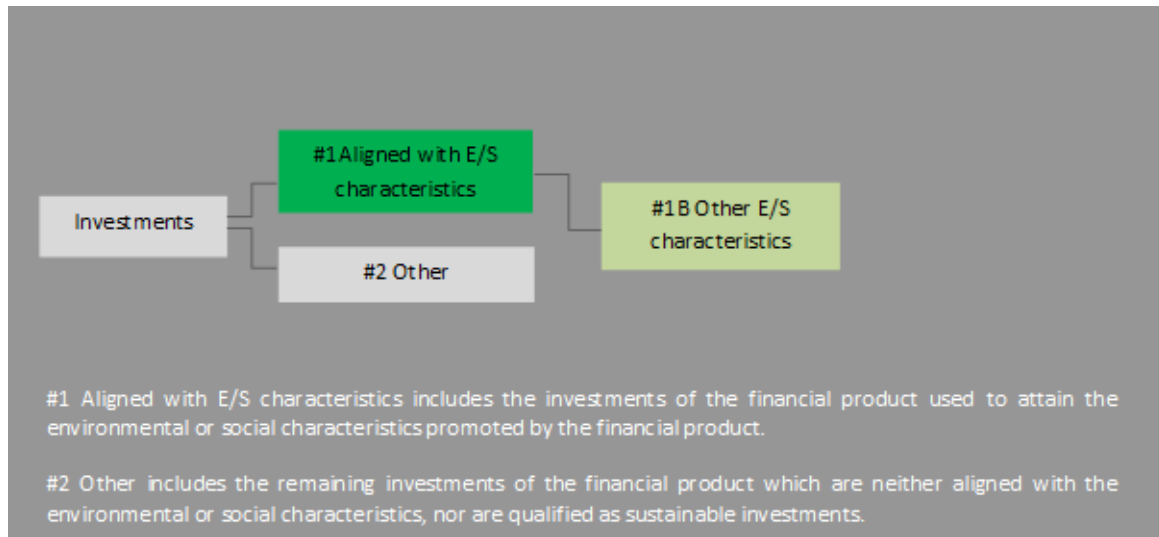 #1Aligned with E/S
characteristics
Investments
#2 Other
#1B Other E/S
characteristics
#1 Aligned with E/S characteristics includes the investments of the financial product used to attain the
environmental or social characteristics promoted by the financial product.
#2 Other includes the remaining investments of the financial product which are neither aligned with the
environmental or social characteristics, nor are qualified as sustainable investments.